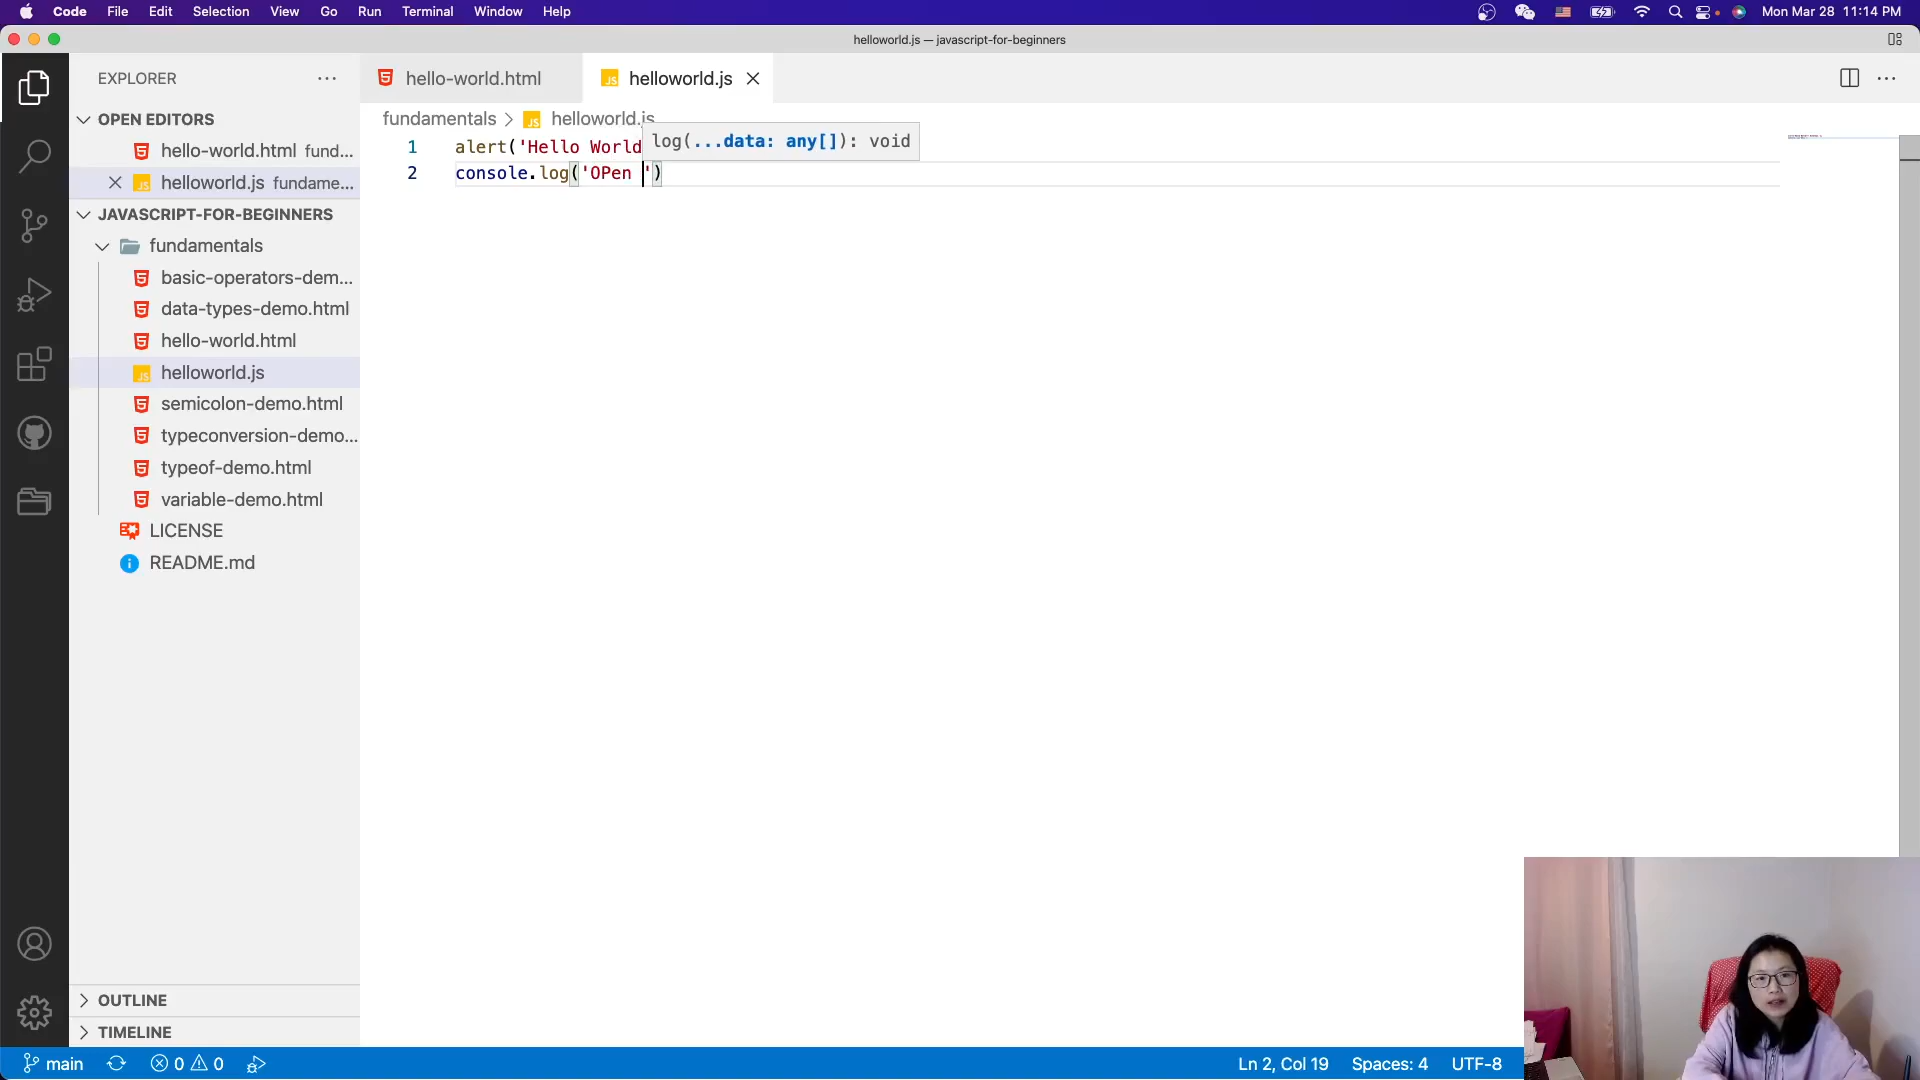 Code File Edit Selection View Go Run Terminal Window Help Mon Mar 28 11:14 PM
helloworld.js — javascript-for-beginners
EXPLORER
hello-world.html
helloworld.js
OPEN EDITORS
hello-world.html fund...
helloworld.js fundame...
JAVASCRIPT-FOR-BEGINNERS
fundamentals
basic-operators-dem...
data-types-demo.html
hello-world.html
helloworld.js
semicolon-demo.html
typeconversion-demo...
typeof-demo.html
variable-demo.html
LICENSE
README.md
OUTLINE
TIMELINE
fundamentals > helloworld.js
log(...data: any[]): void
1 alert('Hello World
2 console.log('OPen ')
main 0 0 Ln 2, Col 19 Spaces: 4 UTF-8